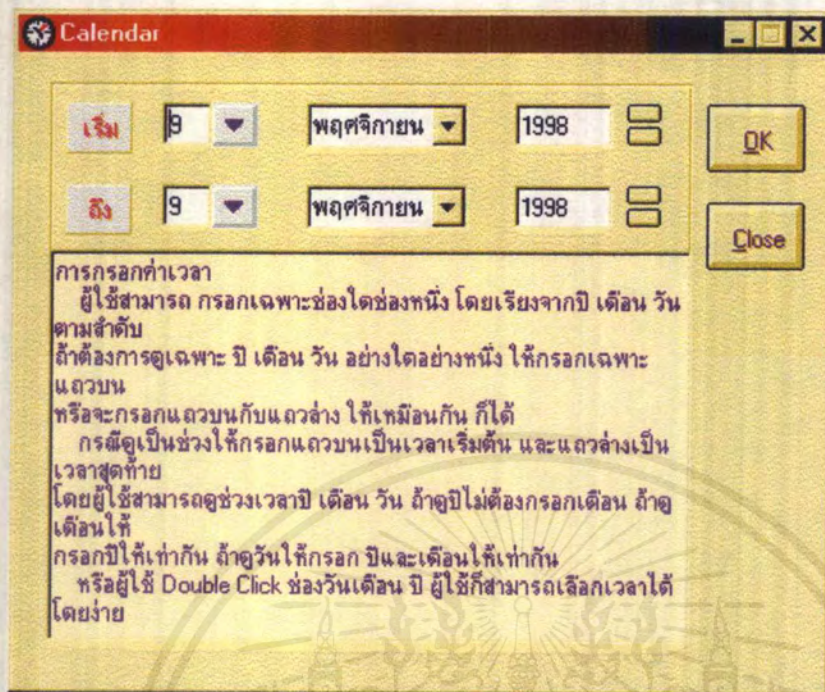 Calendar
เริ่ม 9 พฤศจิกายน 1998
OK
ถึง 9 พฤศจิกายน 1998
Close
การกรอกค่าเวลา
ผู้ใช้สามารถ กรอกเฉพาะช่องใดช่องหนึ่ง โดยเรียงจากปี เดือน วัน
ตามลำดับ
ถ้าต้องการดูเฉพาะ ปี เดือน วัน อย่างใดอย่างหนึ่ง ให้กรอกเฉพาะ
แถวบน
หรือจะกรอกแถวบนกับแถวล่าง ให้เหมือนกัน ก็ได้
กรณีดูเป็นช่วงให้กรอกแถวบนเป็นเวลาเริ่มต้น และแถวล่างเป็น
เวลาสุดท้าย
โดยผู้ใช้สามารถดูช่วงเวลาปี เดือน วัน ถ้าดูปีไม่ต้องกรอกเดือน ถ้าดู
เดือนให้
กรอกปีให้เท่ากัน ถ้าดูวันให้กรอก ปีและเดือนให้เท่ากัน
หรือผู้ใช้ Double Click ช่องวันเดือน ปี ผู้ใช้ก็สามารถเลือกเวลาได้
โดยง่าย